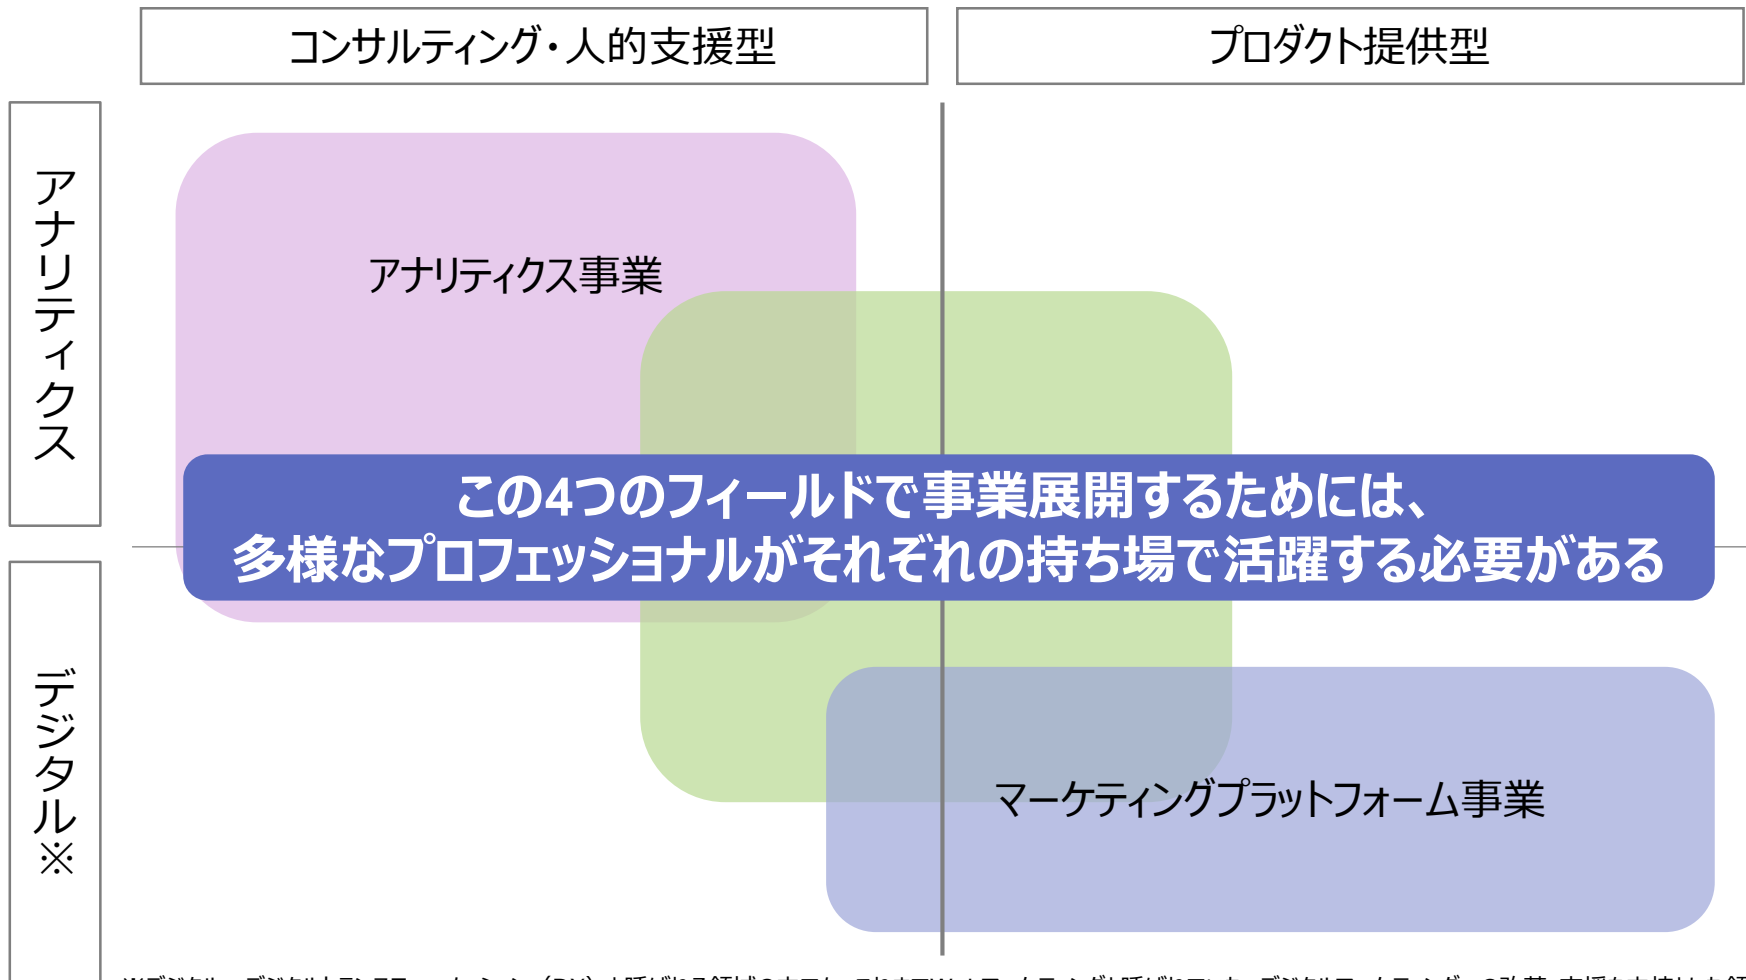 コンサルティング・人的支援型
プロダクト提供型
アナリティクス
アナリティクス事業
この4つのフィールドで事業展開するためには、
多様なプロフェッショナルがそれぞれの持ち場で活躍する必要がある
デジタル※
マーケティングプラットフォーム事業